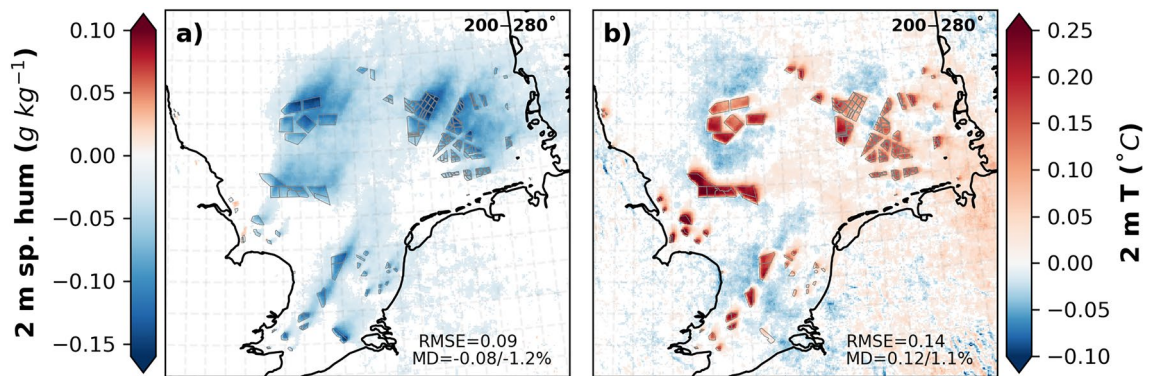 2 m sp. hum (g kg⁻¹)
0.10
0.05
0.00
−0.05
−0.10
−0.15
a)
200−280°
RMSE=0.09
MD=-0.08/-1.2%
b)
200−280°
RMSE=0.14
MD=0.12/1.1%
0.25
0.20
0.15
0.10
0.05
0.00
−0.05
−0.10
2 m T (°C)